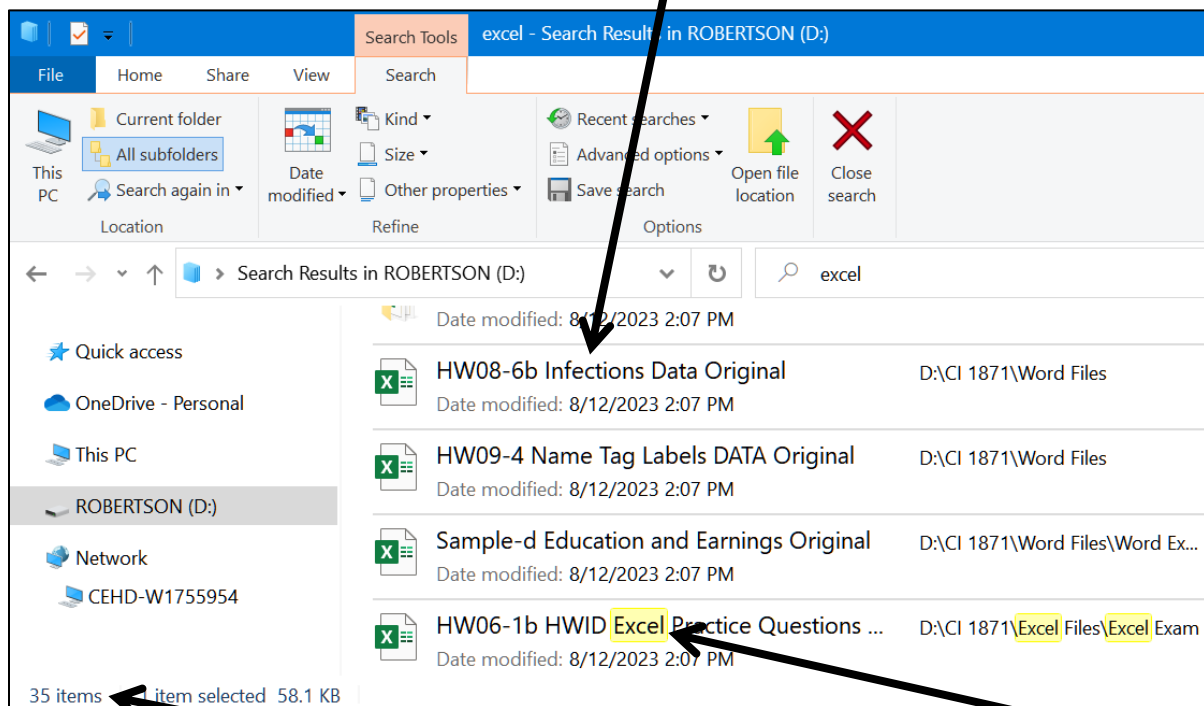 Search Tools excel - Search Results in ROBERTSON (D:)
File Home Share View Search
This PC
Current folder
All subfolders
Search again in
Location
Date modified
Kind
Size
Other properties
Refine
Recent searches
Advanced options
Save search
Open file location
Options
Close search
Search Results in ROBERTSON (D:)
excel
Quick access
OneDrive - Personal
This PC
ROBERTSON (D:)
Network
CEHD-W1755954
Date modified: 8/12/2023 2:07 PM
HW08-6b Infections Data Original D:\CI 1871\Word Files
Date modified: 8/12/2023 2:07 PM
HW09-4 Name Tag Labels DATA Original D:\CI 1871\Word Files
Date modified: 8/12/2023 2:07 PM
Sample-d Education and Earnings Original D:\CI 1871\Word Files\Word Ex...
Date modified: 8/12/2023 2:07 PM
HW06-1b HWID Excel Practice Questions ... D:\CI 1871\Excel Files\Excel Exam
Date modified: 8/12/2023 2:07 PM
35 items item selected 58.1 KB